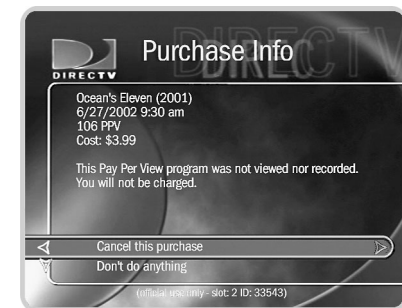 DIRECTV
Purchase Info
Ocean's Eleven (2001)
6/27/2002 9:30 am
106 PPV
Cost: $3.99
This Pay Per View program was not viewed nor recorded.
You will not be charged.
Cancel this purchase
Don't do anything
(official use only - slot: 2 ID: 33543)